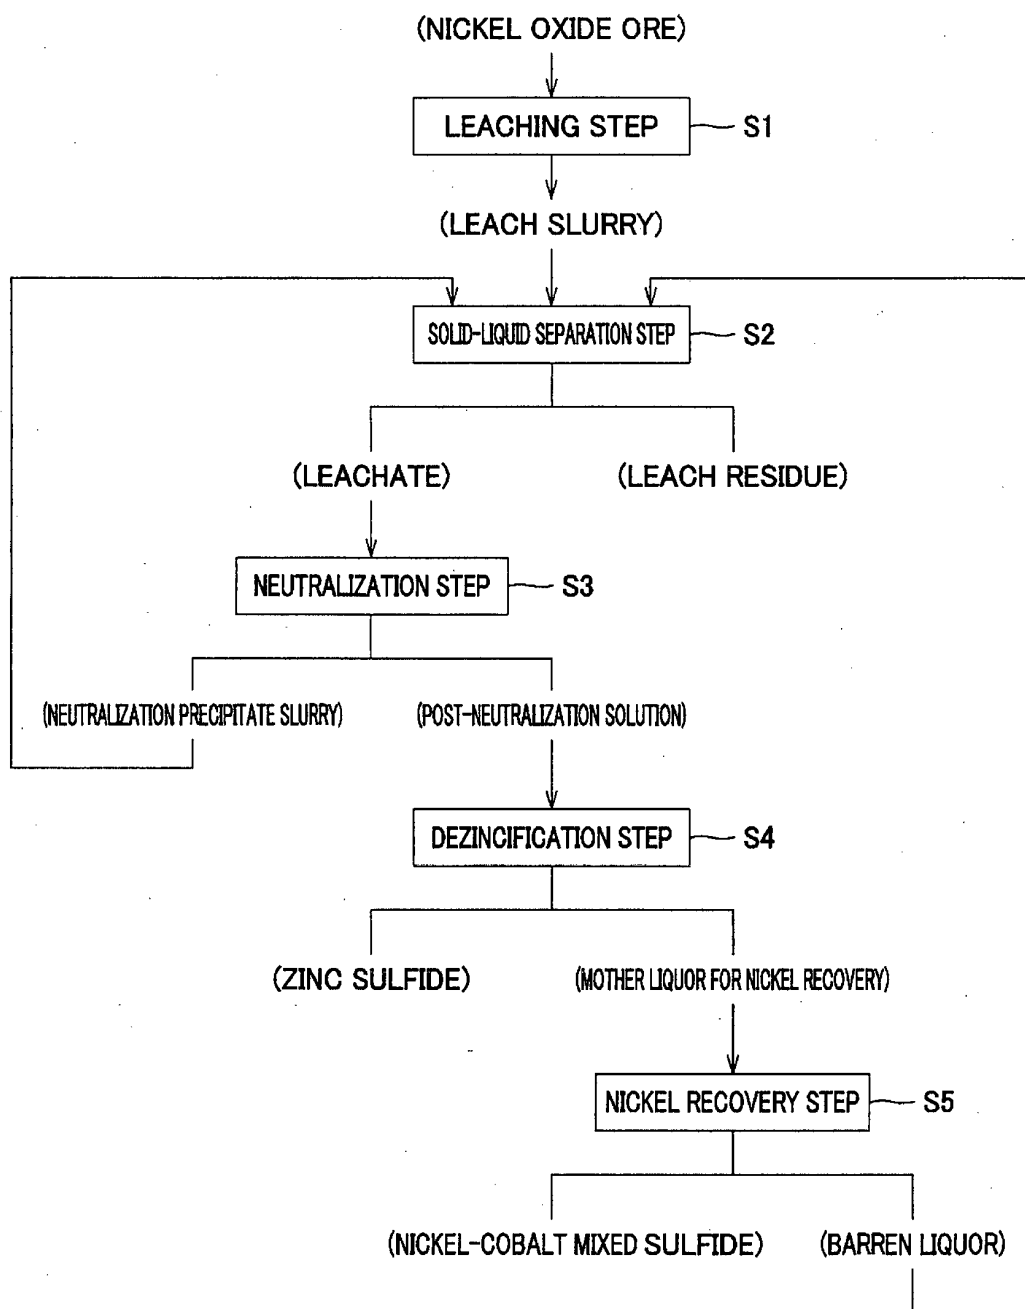 (NICKEL OXIDE ORE)
LEACHING STEP S1
(LEACH SLURRY)
SOLID-LIQUID SEPARATION STEP S2
(LEACHATE) (LEACH RESIDUE)
NEUTRALIZATION STEP S3
(NEUTRALIZATION PRECIPITATE SLURRY) (POST-NEUTRALIZATION SOLUTION)
DEZINCIFICATION STEP S4
(ZINC SULFIDE) (MOTHER LIQUOR FOR NICKEL RECOVERY)
NICKEL RECOVERY STEP S5
(NICKEL-COBALT MIXED SULFIDE) (BARREN LIQUOR)